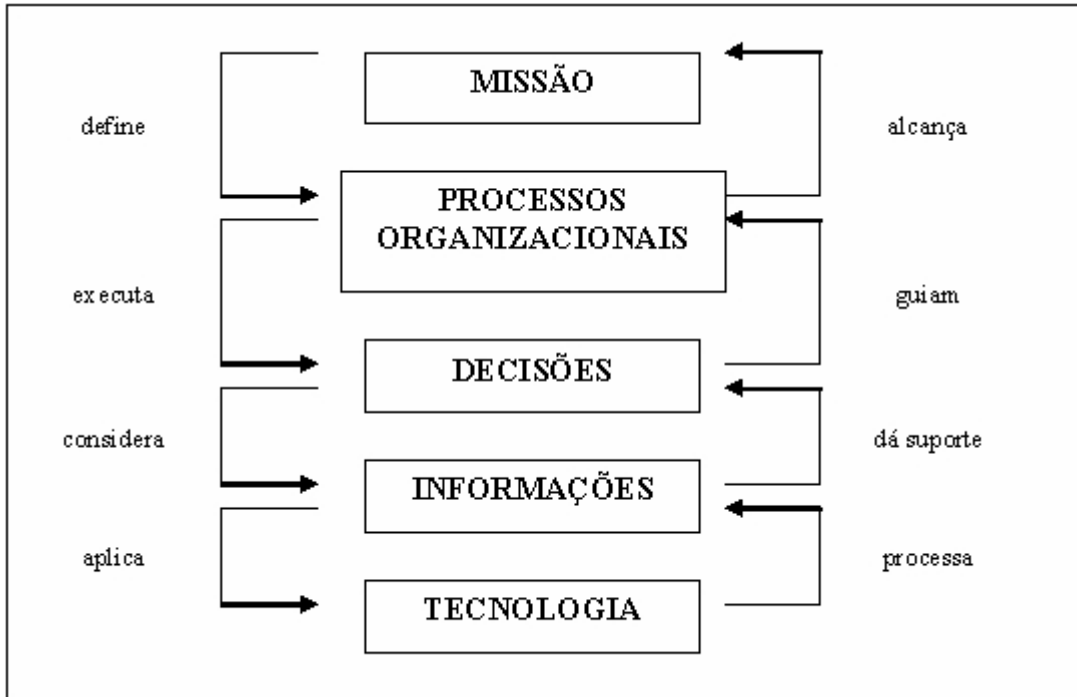 MISSÃO
define
alcança
PROCESSOS
ORGANIZACIONAIS
executa
guiam
DECISÕES
considera
dá suporte
INFORMAÇÕES
aplica
processa
TECNOLOGIA